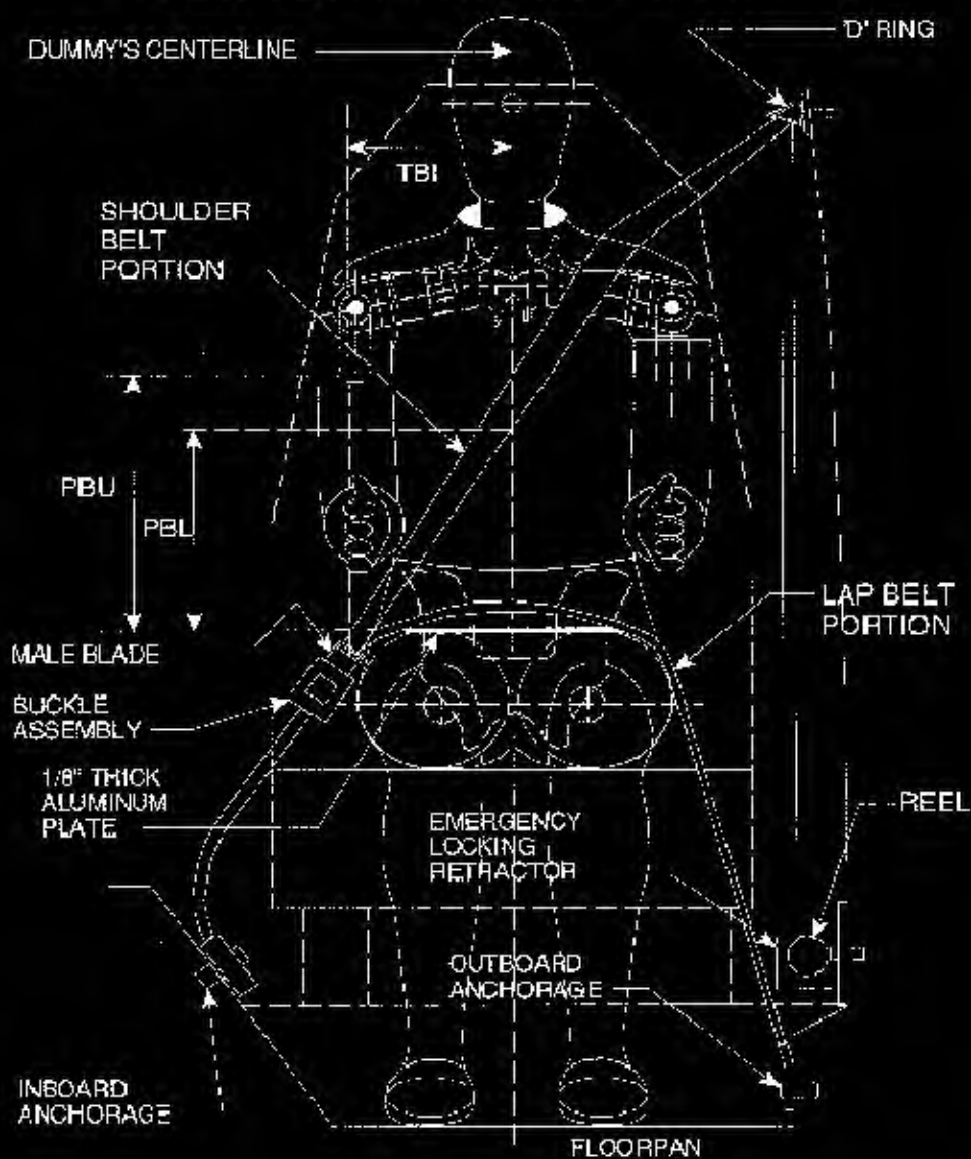 DUMMY'S CENTERLINE
'D' RING
TBI
SHOULDER
BELT
PORTION
PBU
PBL
LAP BELT
PORTION
MALE BLADE
BUCKLE
ASSEMBLY
1/8" THICK
ALUMINUM
PLATE
EMERGENCY
LOCKING
RETRACTOR
REEL
OUTBOARD
ANCHORAGE
INBOARD
ANCHORAGE
FLOORPAN